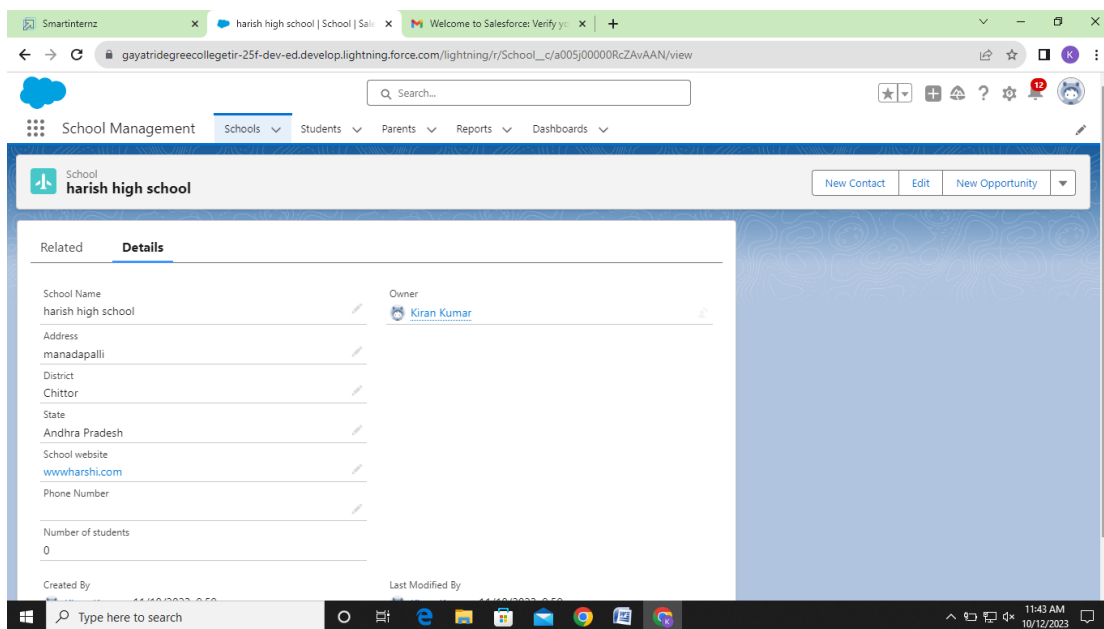 Smartinternz
harish high school | School | Sale
Welcome to Salesforce: Verify yo
gayatridegreecollegetir-25f-dev-ed.develop.lightning.force.com/lightning/r/School__c/a005j00000RcZAvAAN/view
K
Search...
12
School Management Schools Students Parents Reports Dashboards
School
harish high school
New Contact Edit New Opportunity
Related Details
School Name
harish high school
Owner
Kiran Kumar
Address
manadapalli
District
Chittor
State
Andhra Pradesh
School website
wwwharshi.com
Phone Number
Number of students
0
Created By
Last Modified By
Type here to search
11:43 AM
10/12/2023